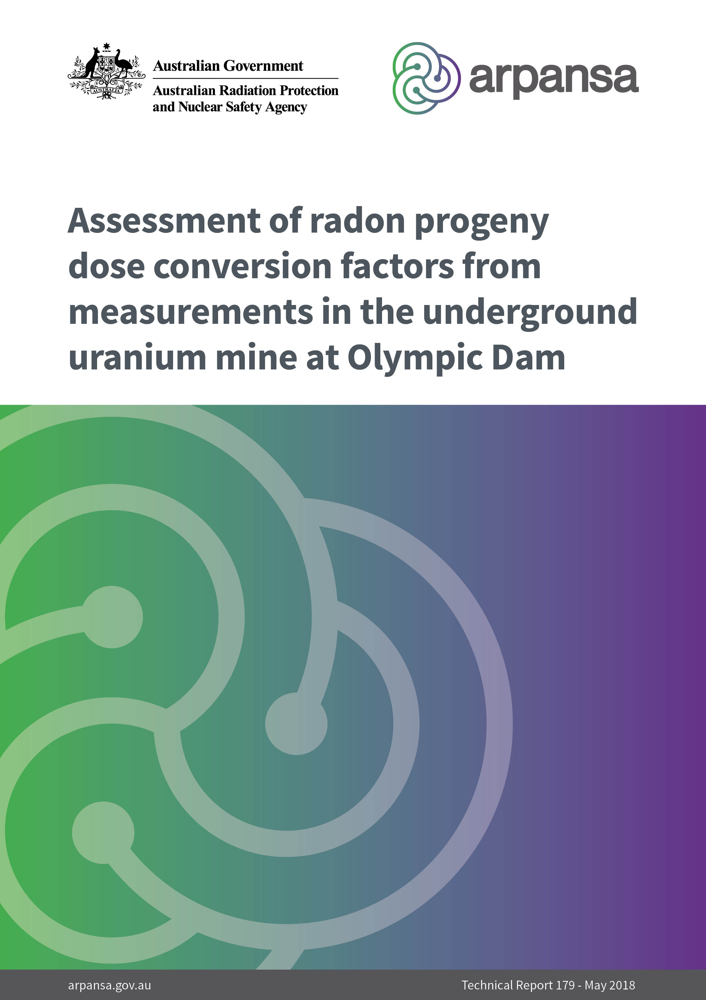 AUSTRALIA
Australian Government
Australian Radiation Protection
and Nuclear Safety Agency
arpansa
Assessment of radon progeny
dose conversion factors from
measurements in the underground
uranium mine at Olympic Dam
arpansa.gov.au
Technical Report 179 - May 2018